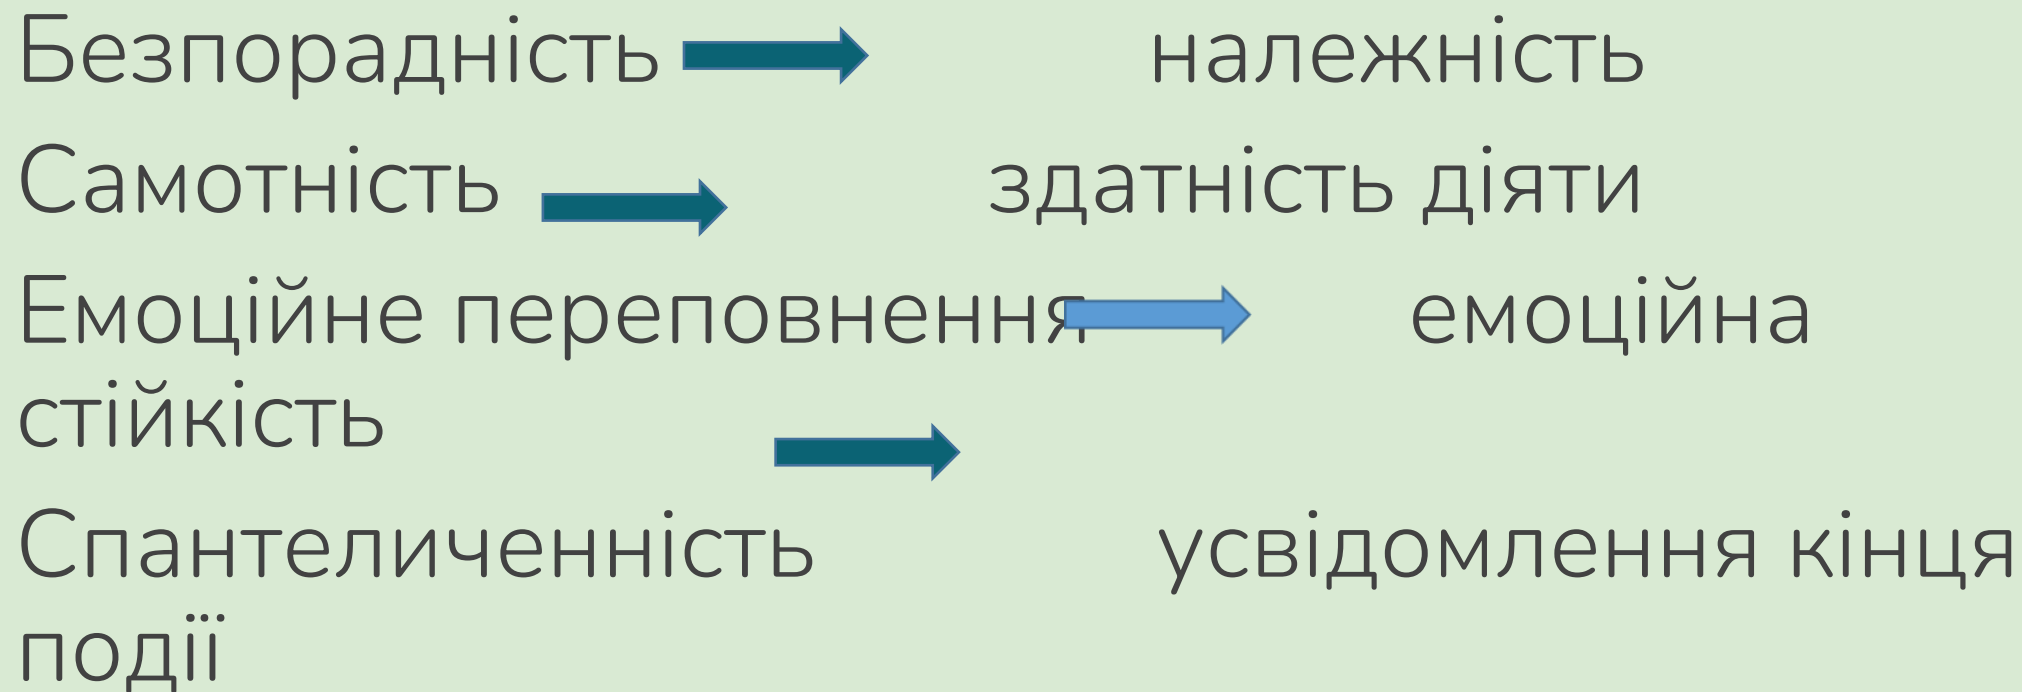 Безпорадність належність
Самотність здатність діяти
Емоційне переповнення емоційна
стійкість
Спантеличенність усвідомлення кінця
події